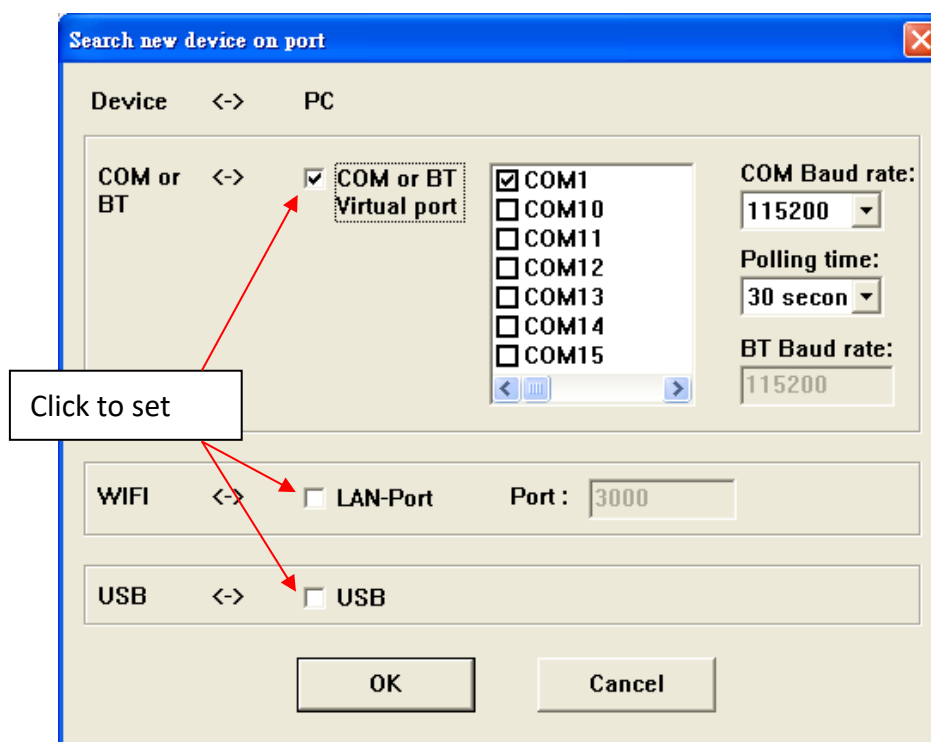 Search new device on port
Device <-> PC
COM or BT <-> COM or BT Virtual port
COM1
COM10
COM11
COM12
COM13
COM14
COM15
COM Baud rate:
115200
Polling time:
30 secon
BT Baud rate:
115200
Click to set
WIFI <-> LAN-Port Port : 3000
USB <-> USB
OK Cancel